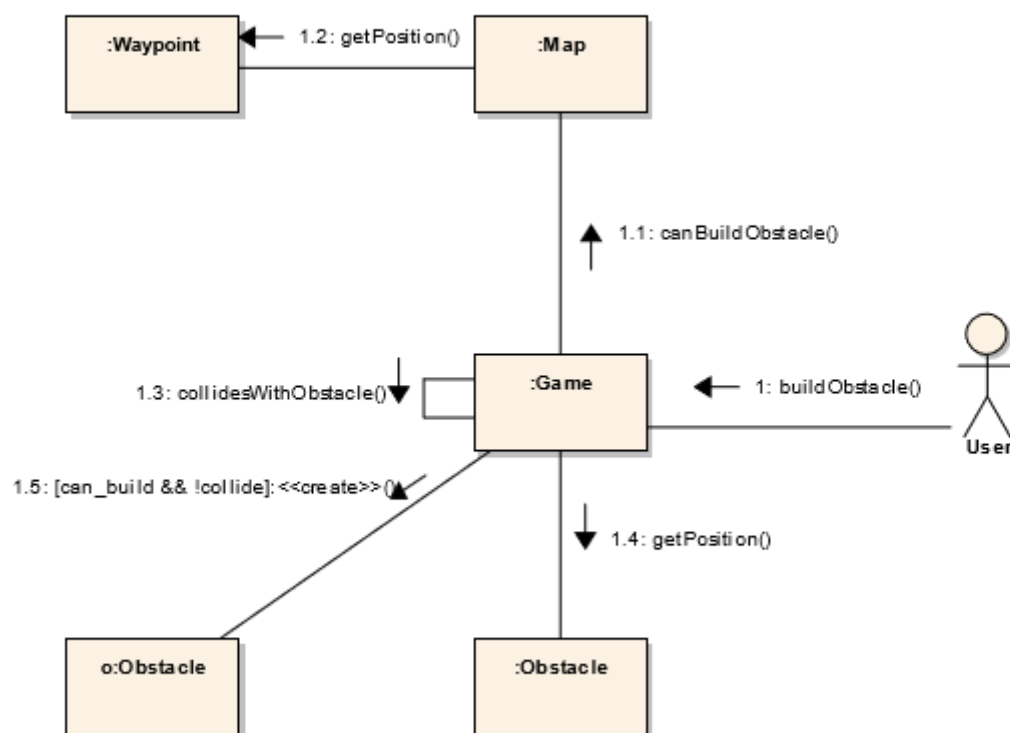 :Waypoint
1.2: getPosition()
:Map
1.1: canBuildObstacle()
:Game
1.3: collidesWithObstacle()
1: buildObstacle()
User
1.5: [can_build && !collide]:<<create>>()
1.4: getPosition()
o:Obstacle
:Obstacle